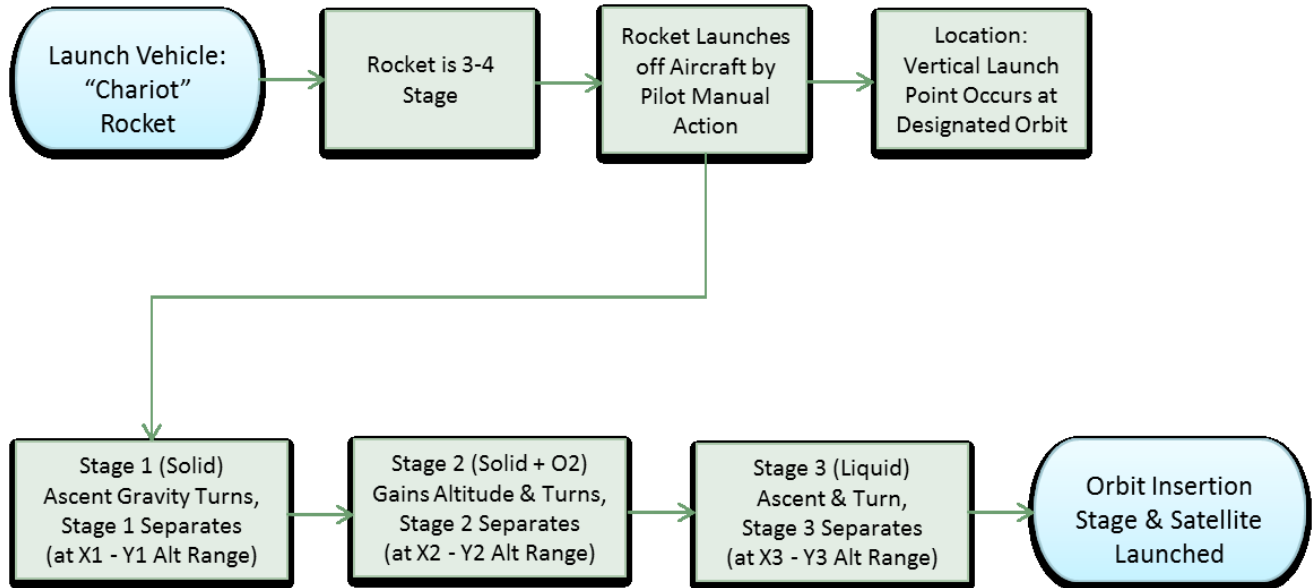 Launch Vehicle:
“Chariot”
Rocket
Rocket is 3-4
Stage
Rocket Launches
off Aircraft by
Pilot Manual
Action
Location:
Vertical Launch
Point Occurs at
Designated Orbit
Stage 1 (Solid)
Ascent Gravity Turns,
Stage 1 Separates
(at X1 - Y1 Alt Range)
Stage 2 (Solid + O2)
Gains Altitude & Turns,
Stage 2 Separates
(at X2 - Y2 Alt Range)
Stage 3 (Liquid)
Ascent & Turn,
Stage 3 Separates
(at X3 - Y3 Alt Range)
Orbit Insertion
Stage & Satellite
Launched